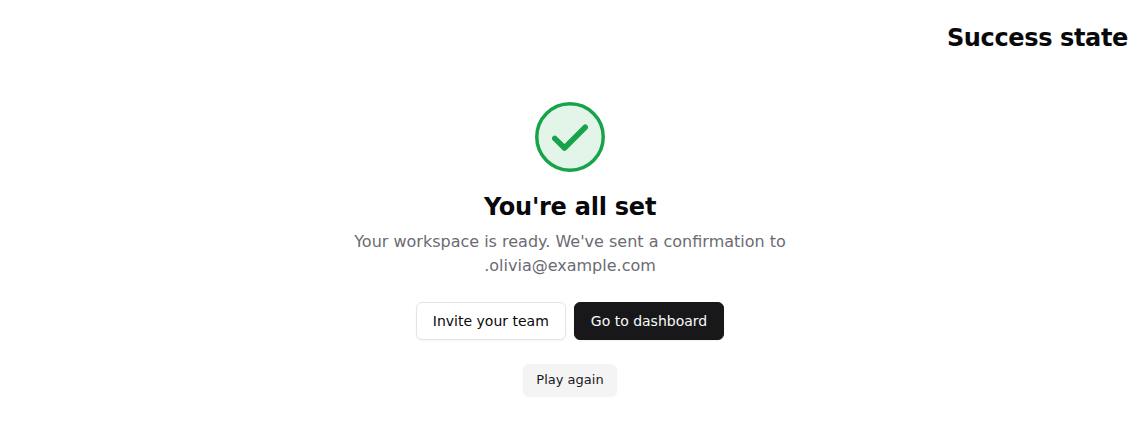 Success state
You're all set
Your workspace is ready. We've sent a confirmation to
.olivia@example.com
Invite your team
Go to dashboard
Play again